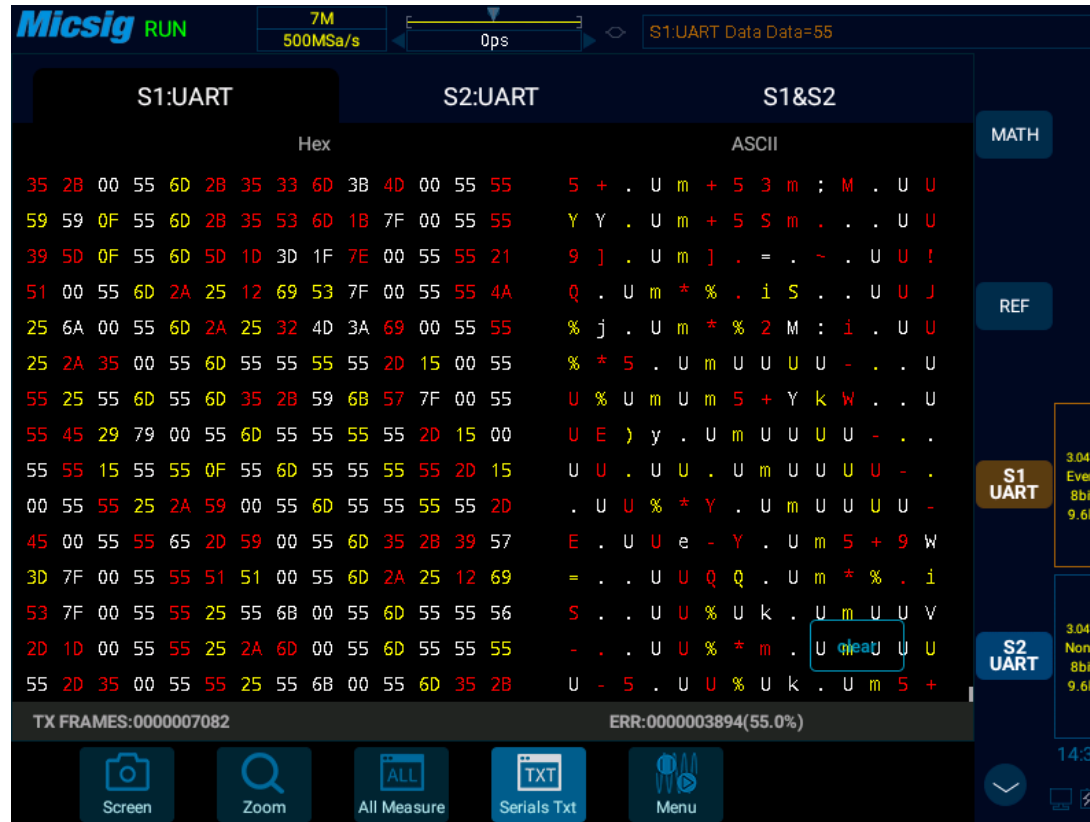 Micsig RUN 7M 500MSa/s 0ps S1:UART Data Data=55
S1:UART S2:UART S1&S2
Hex ASCII
35 2B 00 55 6D 2B 35 33 6D 3B 4D 00 55 55 5 + . U m + 5 3 m ; M . U U
59 59 0F 55 6D 2B 35 53 6D 1B 7F 00 55 55 Y Y . U m + 5 S m . . . U U
39 5D 0F 55 6D 5D 1D 3D 1F 7E 00 55 55 21 9 ] . U m ] . = . ~ . U U !
51 00 55 6D 2A 25 12 69 53 7F 00 55 55 4A Q . U m * % . i S . . U U J
25 6A 00 55 6D 2A 25 32 4D 3A 69 00 55 55 % j . U m * % 2 M : i . U U
25 2A 35 00 55 6D 55 55 55 55 2D 15 00 55 % * 5 . U m U U U U - . . U
55 25 55 6D 55 6D 35 2B 59 6B 57 7F 00 55 U % U m U m 5 + Y k W . . U
55 45 29 79 00 55 6D 55 55 55 55 2D 15 00 U E ) y . U m U U U U - . .
55 55 15 55 55 0F 55 6D 55 55 55 55 2D 15 U U . U U . U m U U U U - .
00 55 55 25 2A 59 00 55 6D 55 55 55 55 2D . U U % * Y . U m U U U U -
45 00 55 55 65 2D 59 00 55 6D 35 2B 39 57 E . U U e - Y . U m 5 + 9 W
3D 7F 00 55 55 51 51 00 55 6D 2A 25 12 69 = . . U U Q Q . U m * % . i
53 7F 00 55 55 25 55 6B 00 55 6D 55 55 56 S . . U U % U k . U m U U V
2D 1D 00 55 55 25 2A 6D 00 55 6D 55 55 55 - . . U U % * m . U m U U U
55 2D 35 00 55 55 25 55 6B 00 55 6D 35 2B U - 5 . U U % U k . U m 5 +
clear
TX FRAMES:0000007082 ERR:0000003894(55.0%)
Screen Zoom ALL All Measure TXT Serials Txt Menu
MATH
REF
S1 UART
3.04
8bi
S2 UART
3.04
Non
8bi
14:3